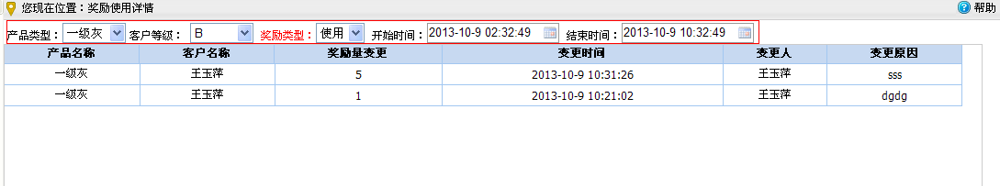 您现在位置：奖励使用详情 帮助
产品类型：一级灰 客户等级：B 奖励类型：使用 开始时间：2013-10-9 02:32:49 结束时间：2013-10-9 10:32:49
产品名称 客户名称 奖励量变更 变更时间 变更人 变更原因
一级灰 王玉萍 5 2013-10-9 10:31:26 王玉萍 sss
一级灰 王玉萍 1 2013-10-9 10:21:02 王玉萍 dgdg